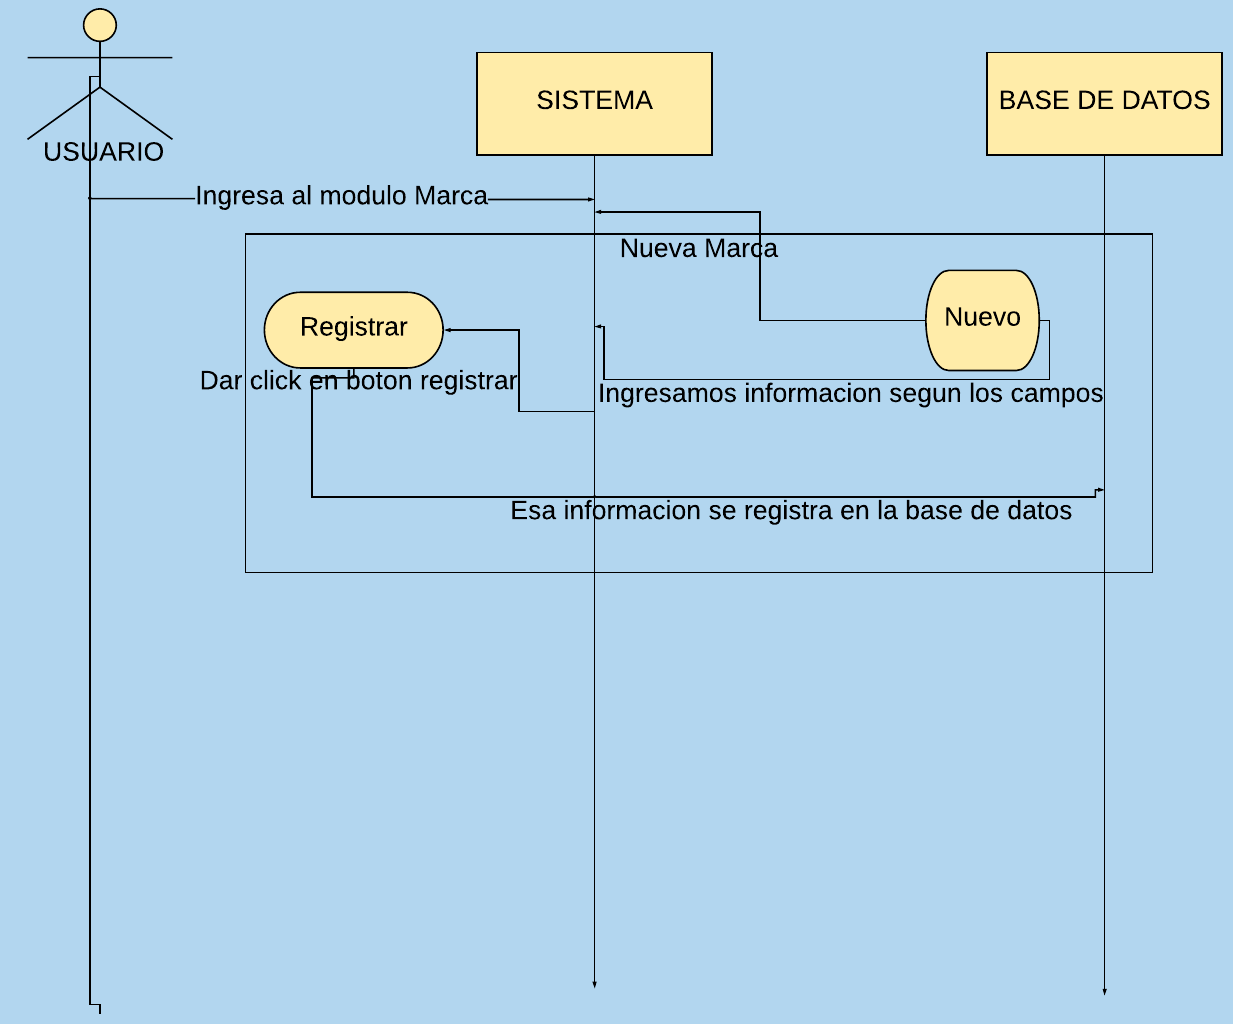 USUARIO
SISTEMA
BASE DE DATOS
Ingresa al modulo Marca
Nueva Marca
Nuevo
Registrar
Dar click en boton registrar
Ingresamos informacion segun los campos
Esa informacion se registra en la base de datos